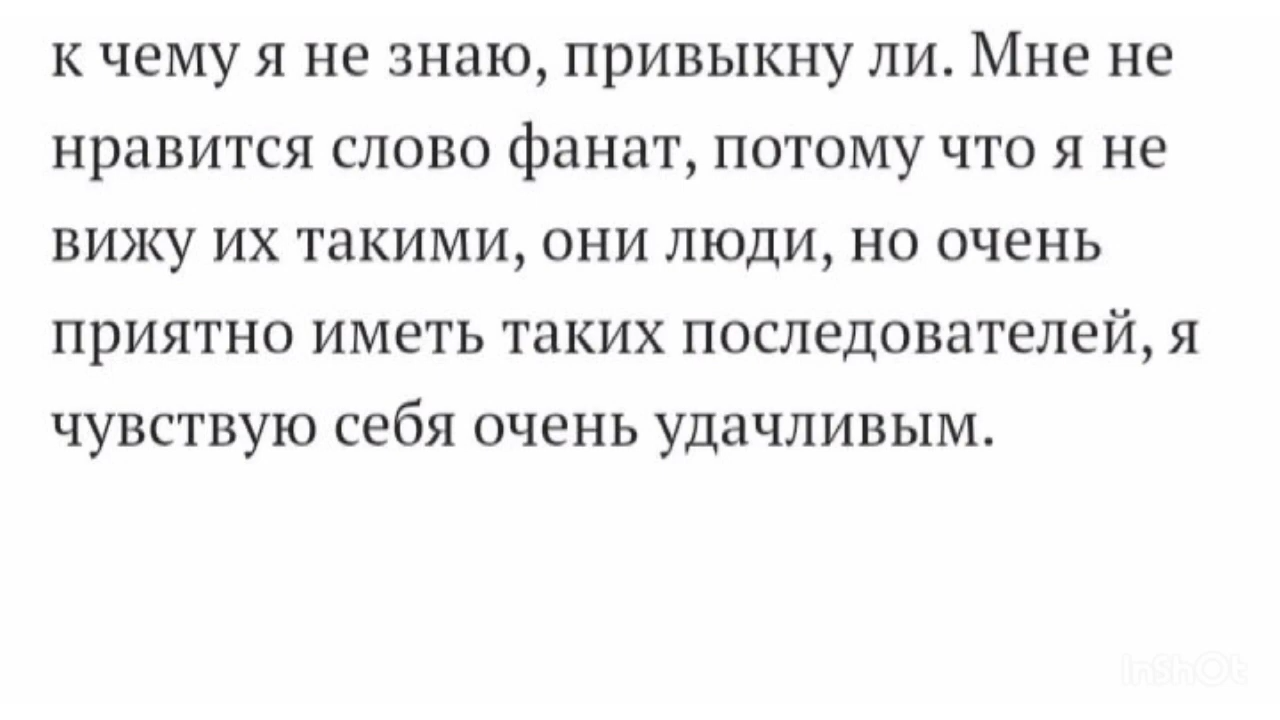 к чему я не знаю, привыкну ли. Мне не
нравится слово фанат, потому что я не
вижу их такими, они люди, но очень
приятно иметь таких последователей, я
чувствую себя очень удачливым.
InShOt